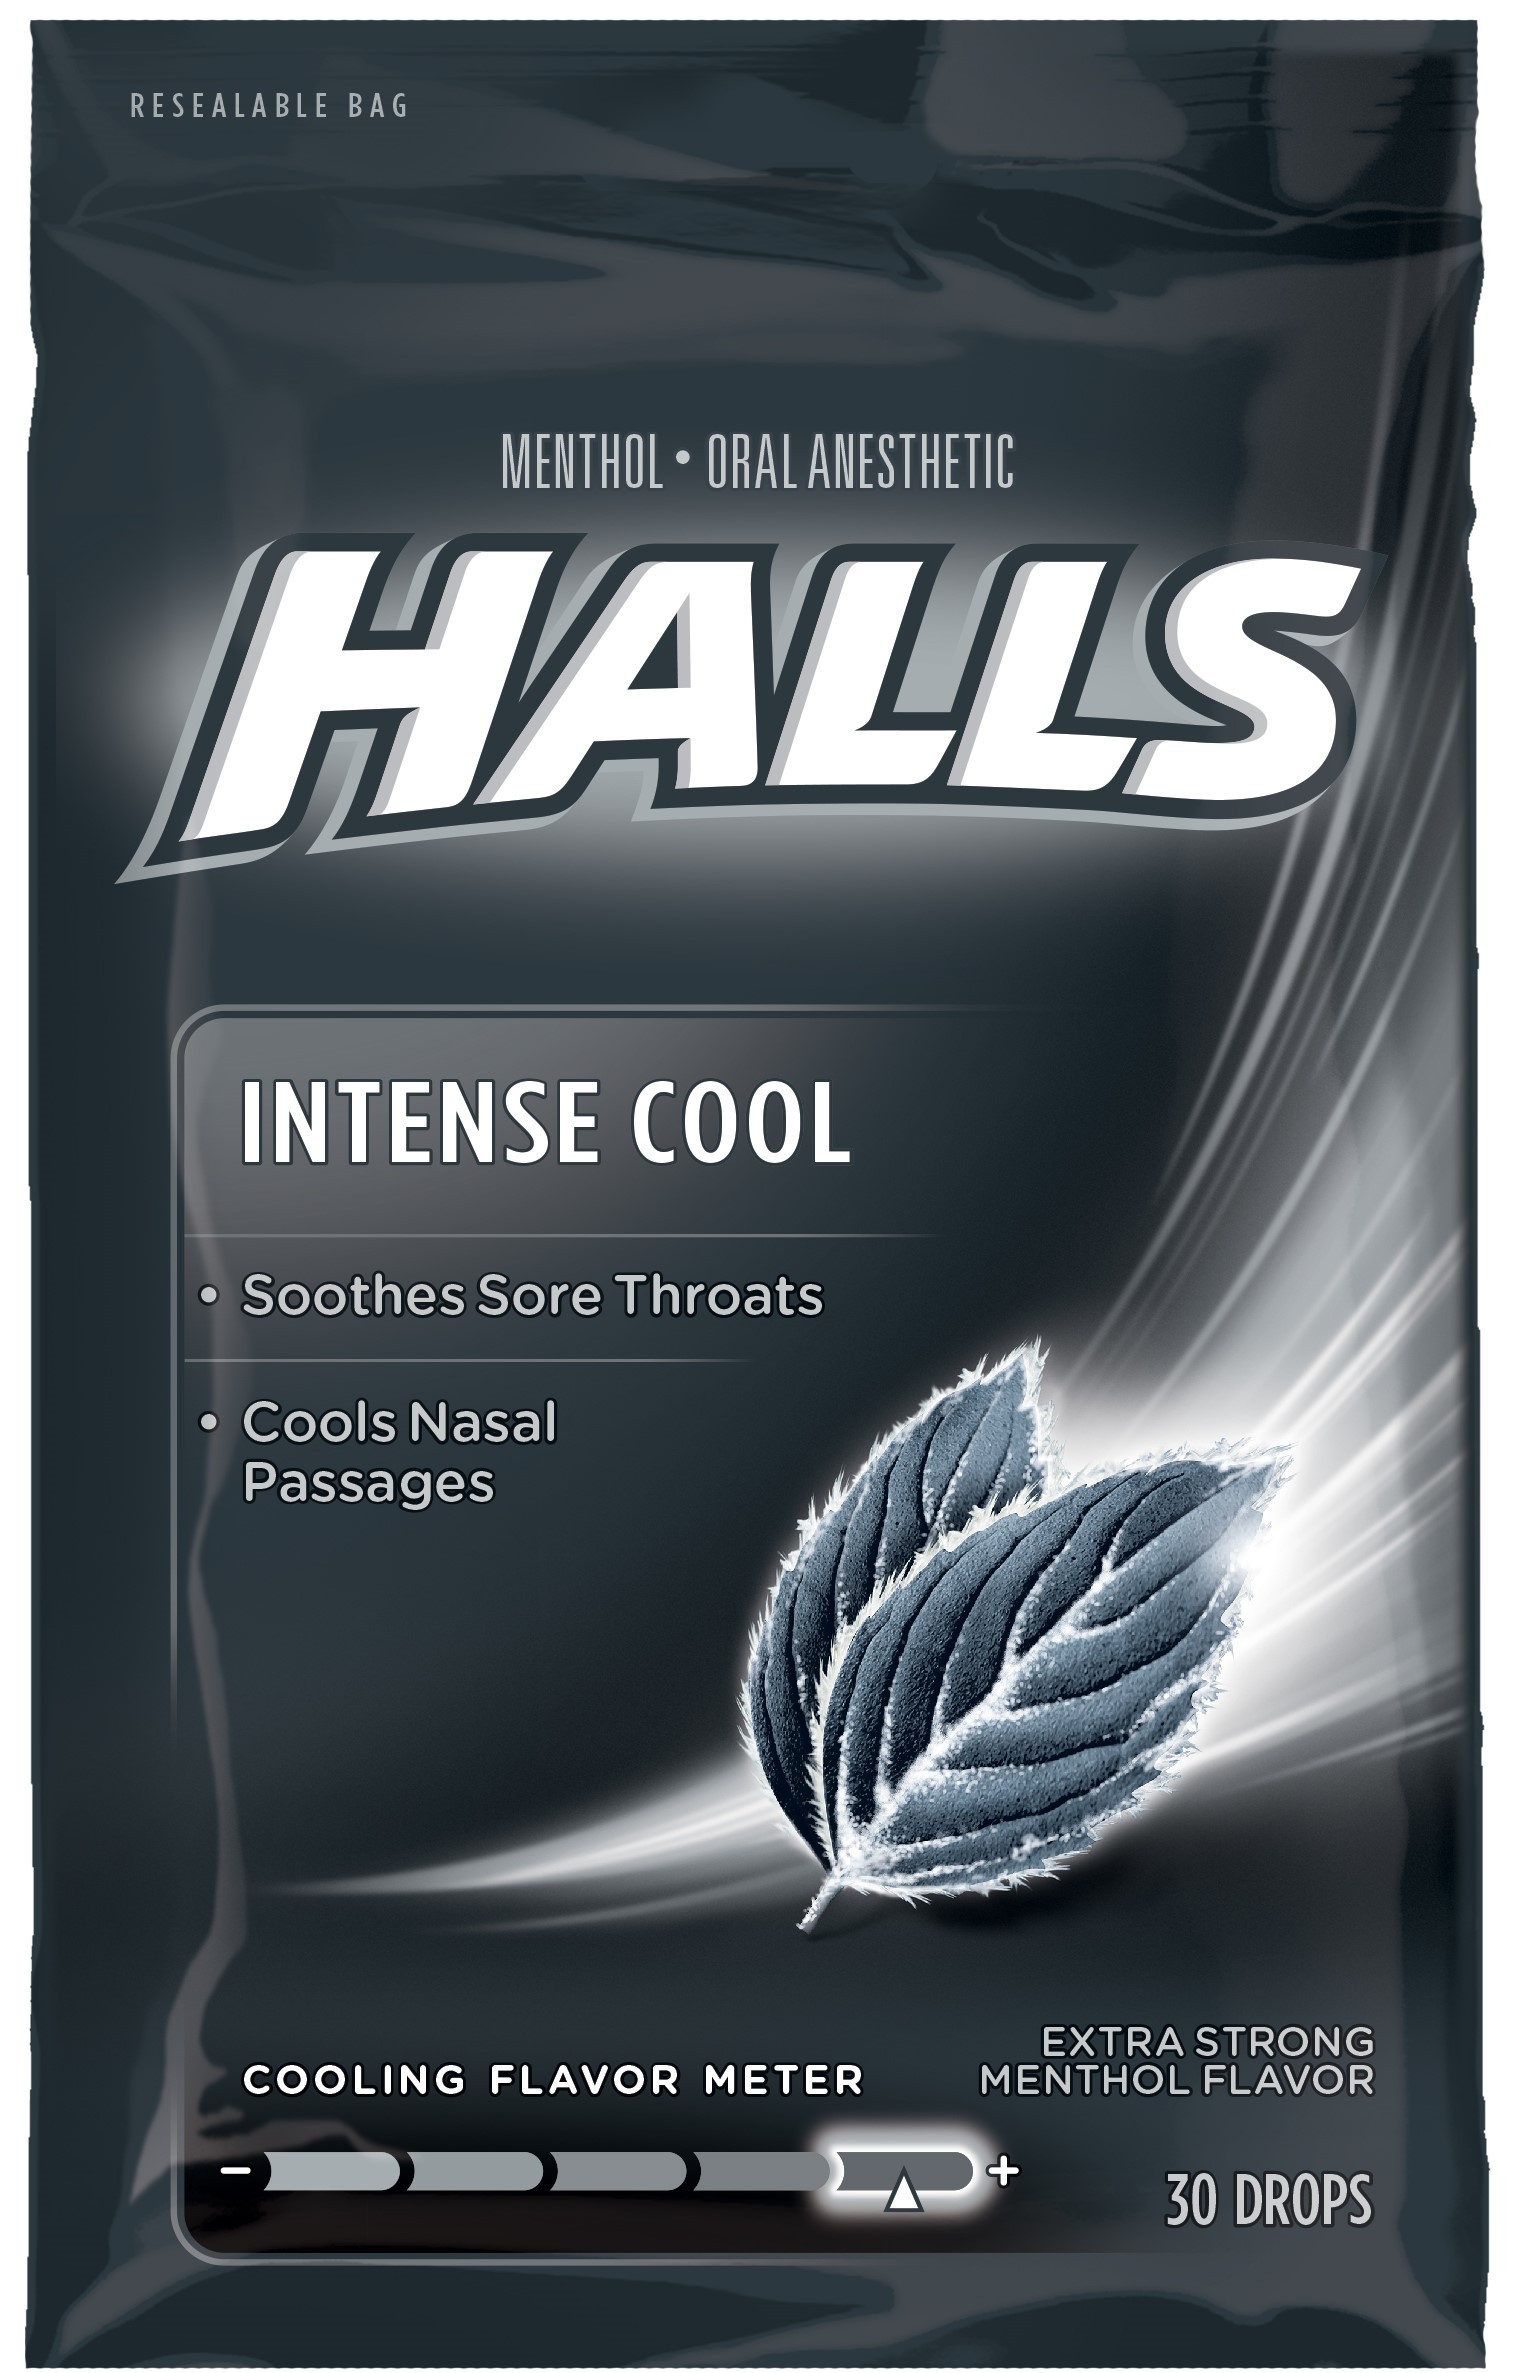 RESEALABLE BAG
MENTHOL • ORAL ANESTHETIC
HALLS
INTENSE COOL
• Soothes Sore Throats
• Cools Nasal
Passages
EXTRA STRONG
MENTHOL FLAVOR
COOLING FLAVOR METER
- +
30 DROPS